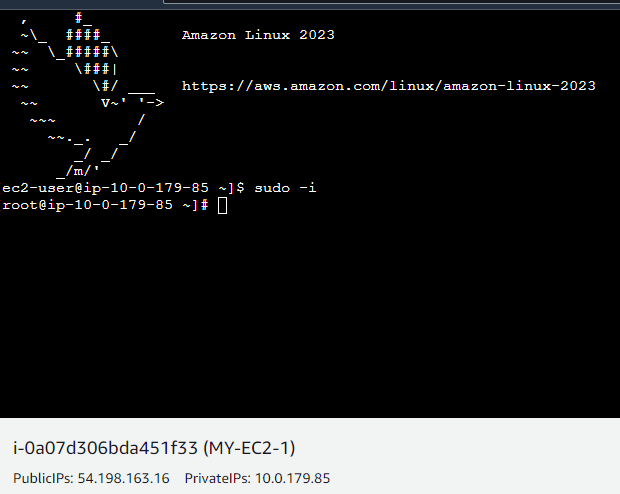 ,     #_
  ~\_  ####_        Amazon Linux 2023
 ~~  \_#####\
 ~~     \###|
 ~~       \#/ ___   https://aws.amazon.com/linux/amazon-linux-2023
  ~~       V~' '->
   ~~~         /
     ~~._.   _/
        _/ _/
      _/m/'
ec2-user@ip-10-0-179-85 ~]$ sudo -i
root@ip-10-0-179-85 ~]#
i-0a07d306bda451f33 (MY-EC2-1)
PublicIPs: 54.198.163.16 PrivateIPs: 10.0.179.85